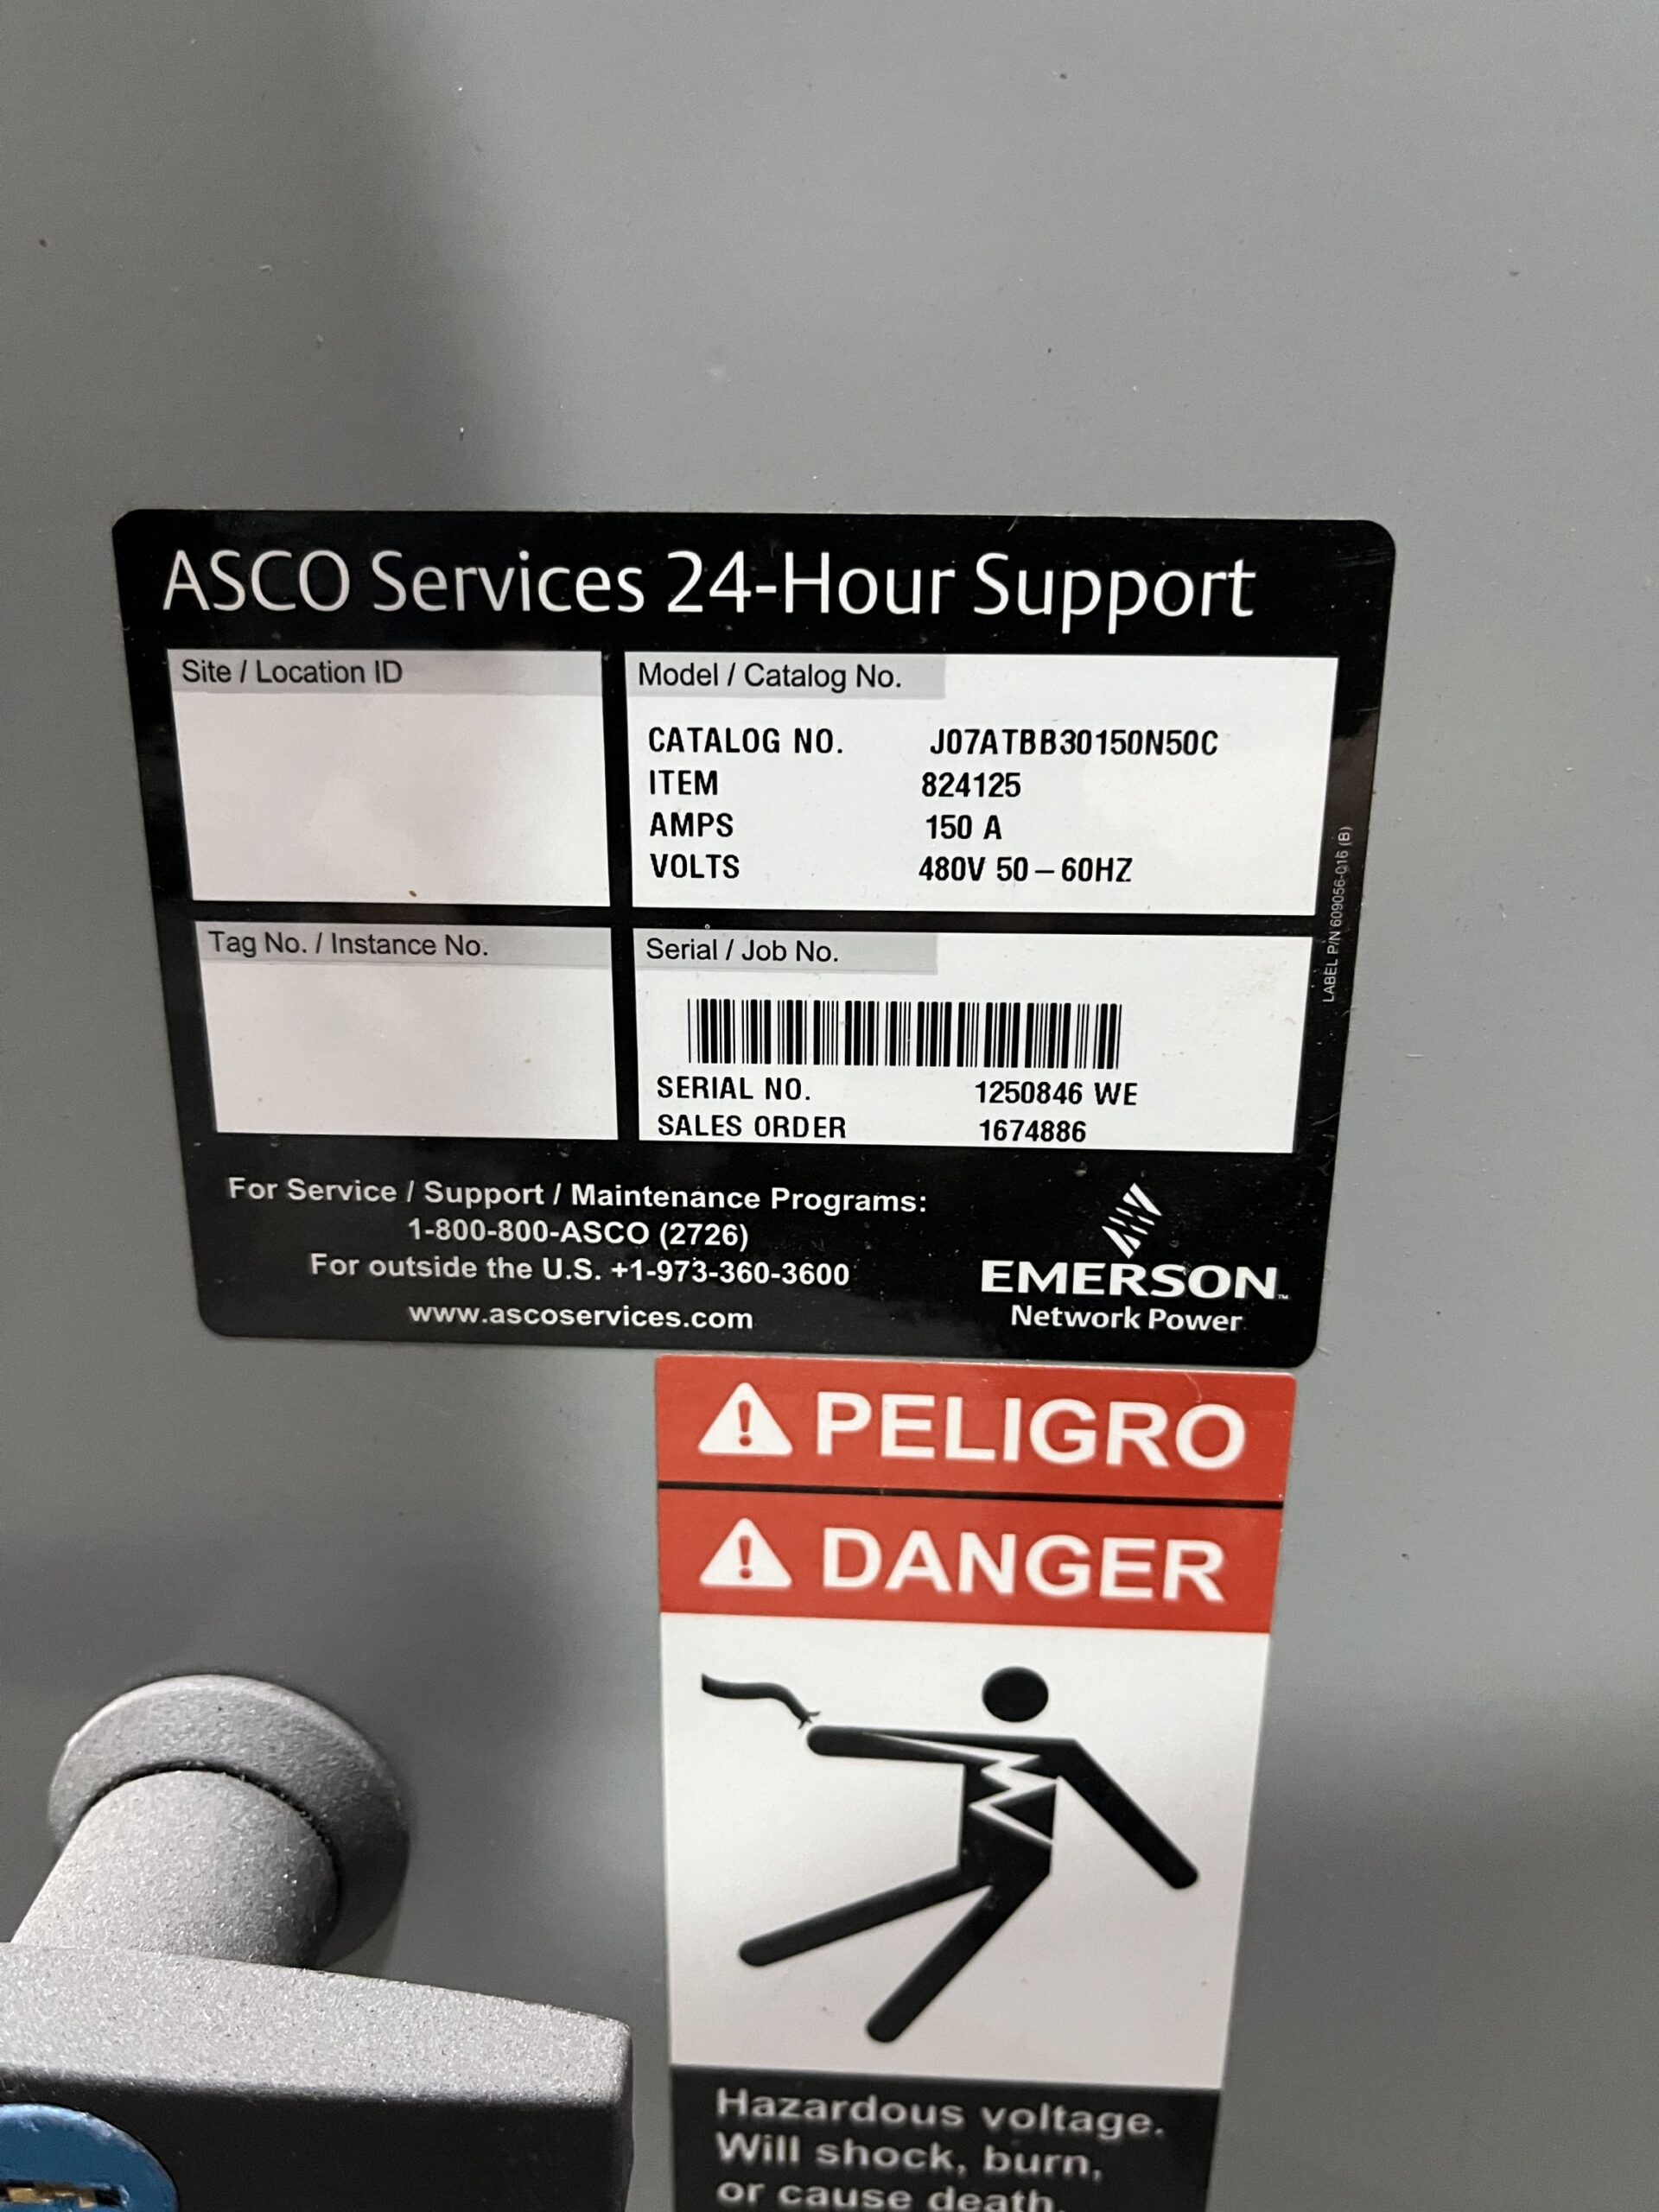 ASCO Services 24-Hour Support
Site / Location ID
Model / Catalog No.
CATALOG NO. J07ATBB30150N50C
ITEM 824125
AMPS 150 A
VOLTS 480V 50 – 60HZ
Tag No. / Instance No.
Serial / Job No.
SERIAL NO. 1250846 WE
SALES ORDER 1674886
LABEL P/N 609056-016 (B)
For Service / Support / Maintenance Programs:
1-800-800-ASCO (2726)
For outside the U.S. +1-973-360-3600
www.ascoservices.com
EMERSON™
Network Power
PELIGRO
DANGER
Hazardous voltage.
Will shock, burn,
or cause death.